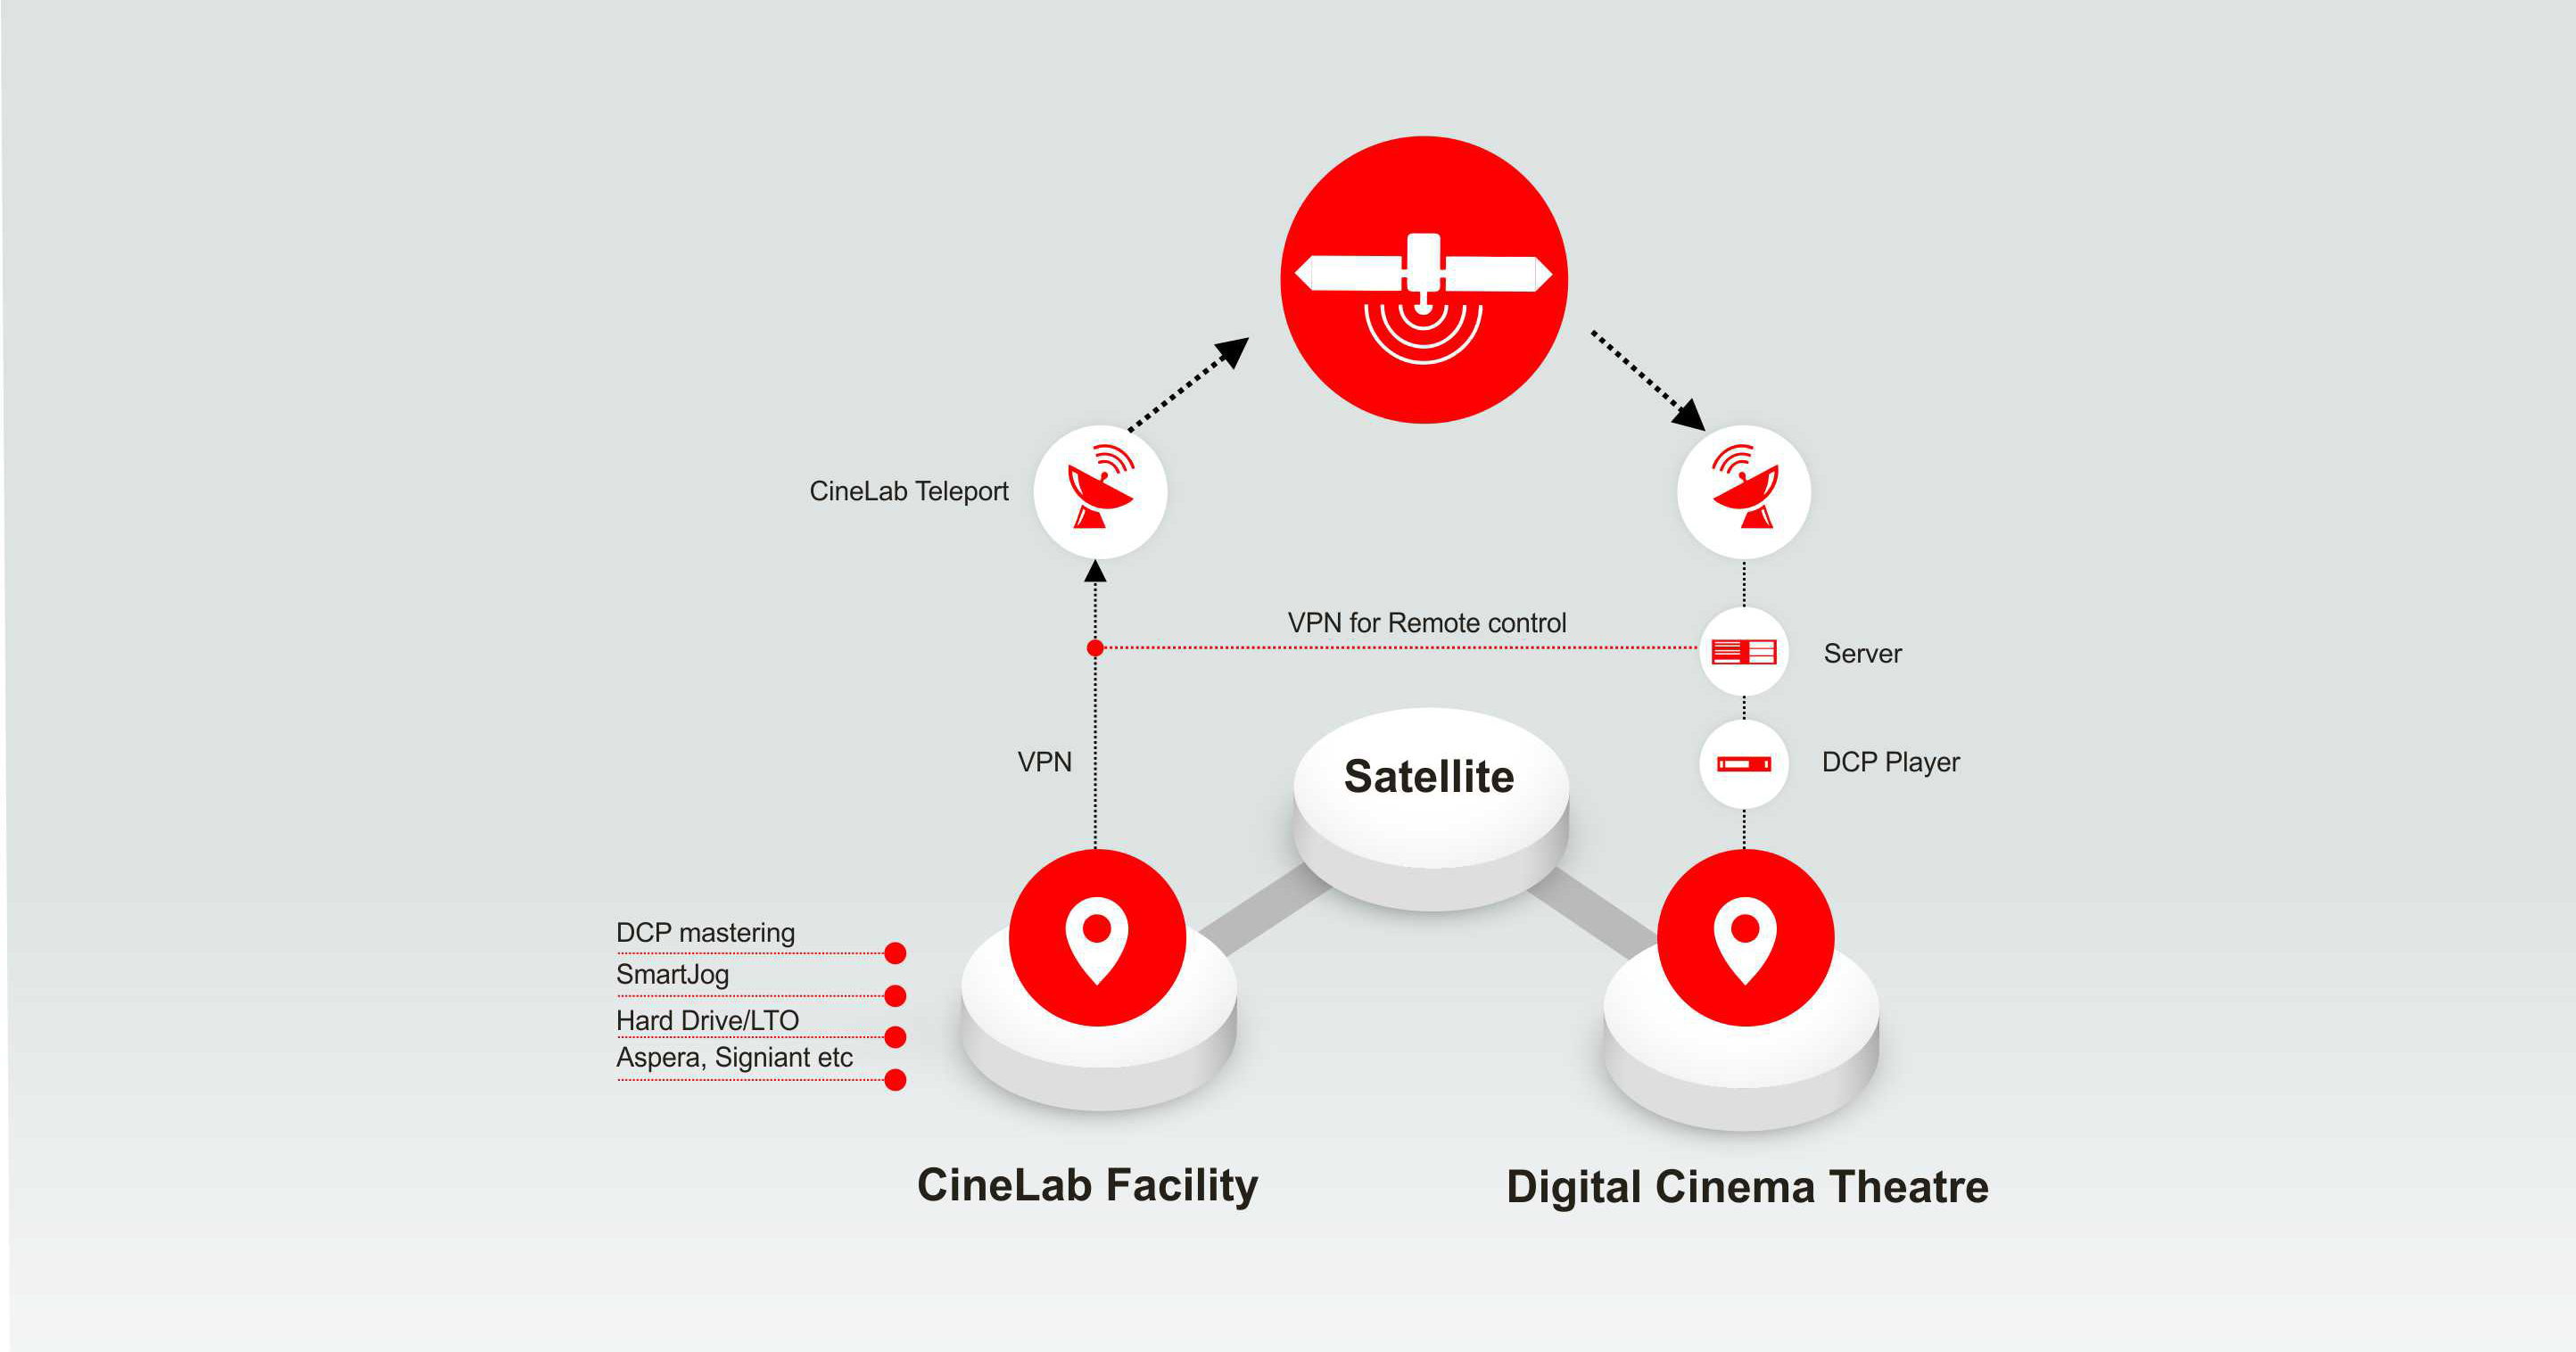 CineLab Teleport
VPN for Remote control
Server
VPN
Satellite
DCP Player
DCP mastering
SmartJog
Hard Drive/LTO
Aspera, Signiant etc
CineLab Facility
Digital Cinema Theatre